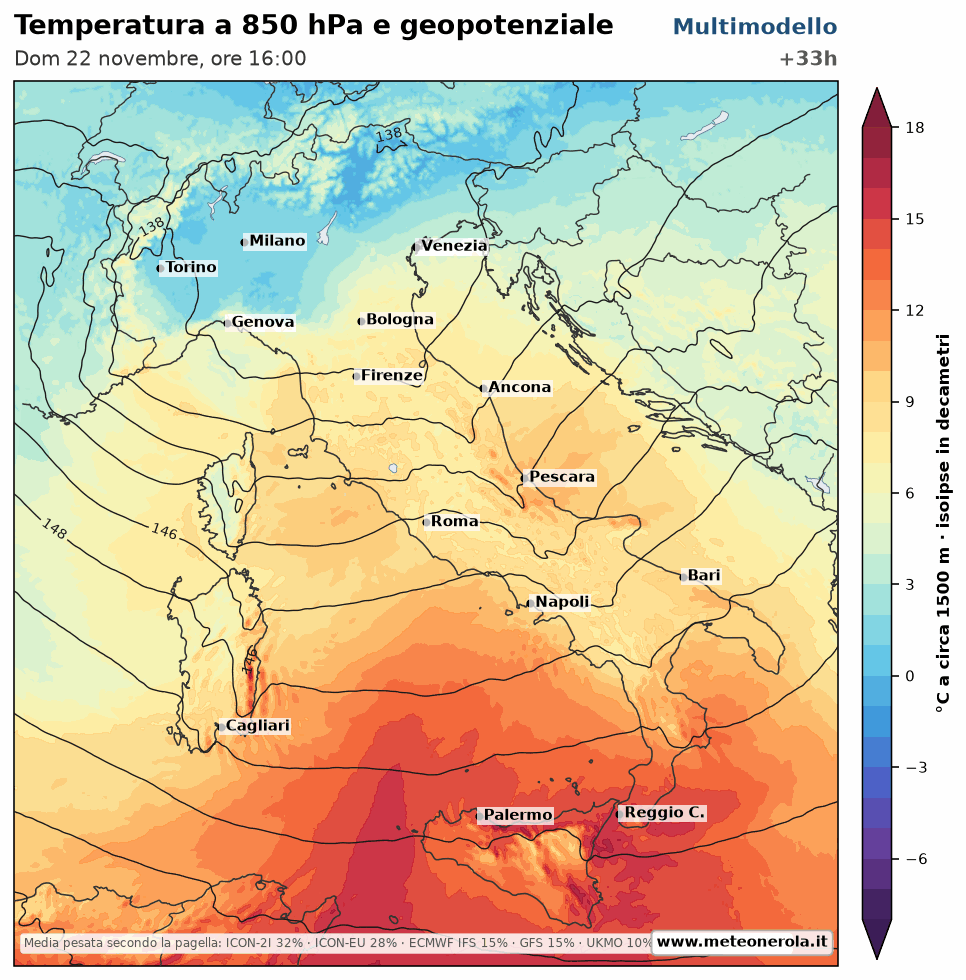 Temperatura a 850 hPa e geopotenziale
Multimodello
Dom 22 novembre, ore 16:00
+33h
138
138
Milano
Venezia
Torino
Genova
Bologna
Firenze
Ancona
Pescara
148
146
Roma
Bari
Napoli
146
Cagliari
Palermo
Reggio C.
18
15
12
9
6
3
0
−3
−6
°C a circa 1500 m · isoipse in decametri
Media pesata secondo la pagella: ICON-2I 32% · ICON-EU 28% · ECMWF IFS 15% · GFS 15% · UKMO 10%
www.meteonerola.it